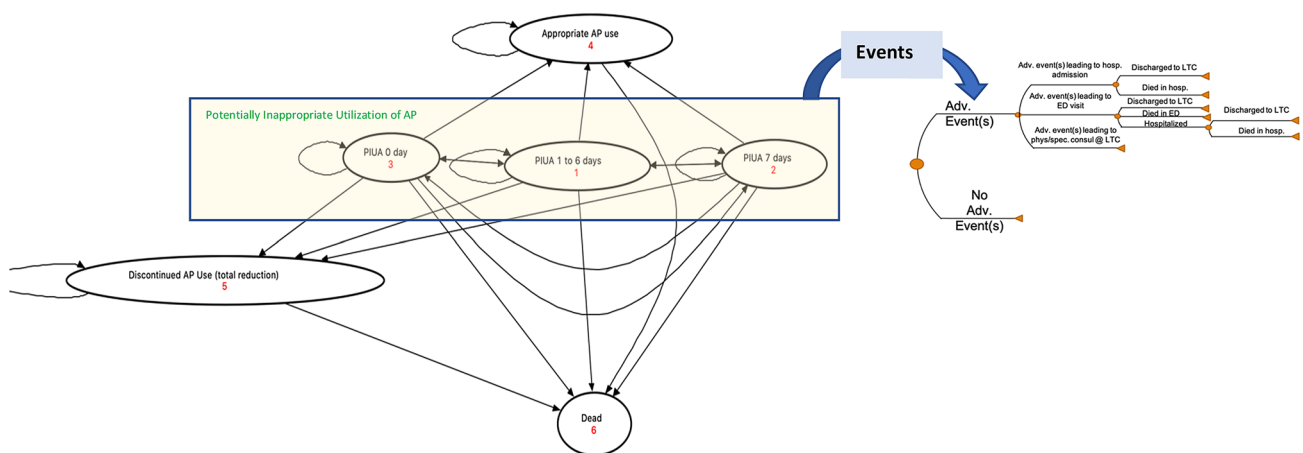 Appropriate AP use
4
Events
Potentially Inappropriate Utilization of AP
PIUA 0 day
3
PIUA 1 to 6 days
1
PIUA 7 days
2
Discontinued AP Use (total reduction)
5
Dead
6
Adv.
Event(s)
No
Adv.
Event(s)
Adv. event(s) leading to hosp.
admission
Discharged to LTC
Died in hosp.
Adv. event(s) leading to
ED visit
Discharged to LTC
Died in ED
Hospitalized
Discharged to LTC
Died in hosp.
Adv. event(s) leading to
phys/spec. consul @ LTC